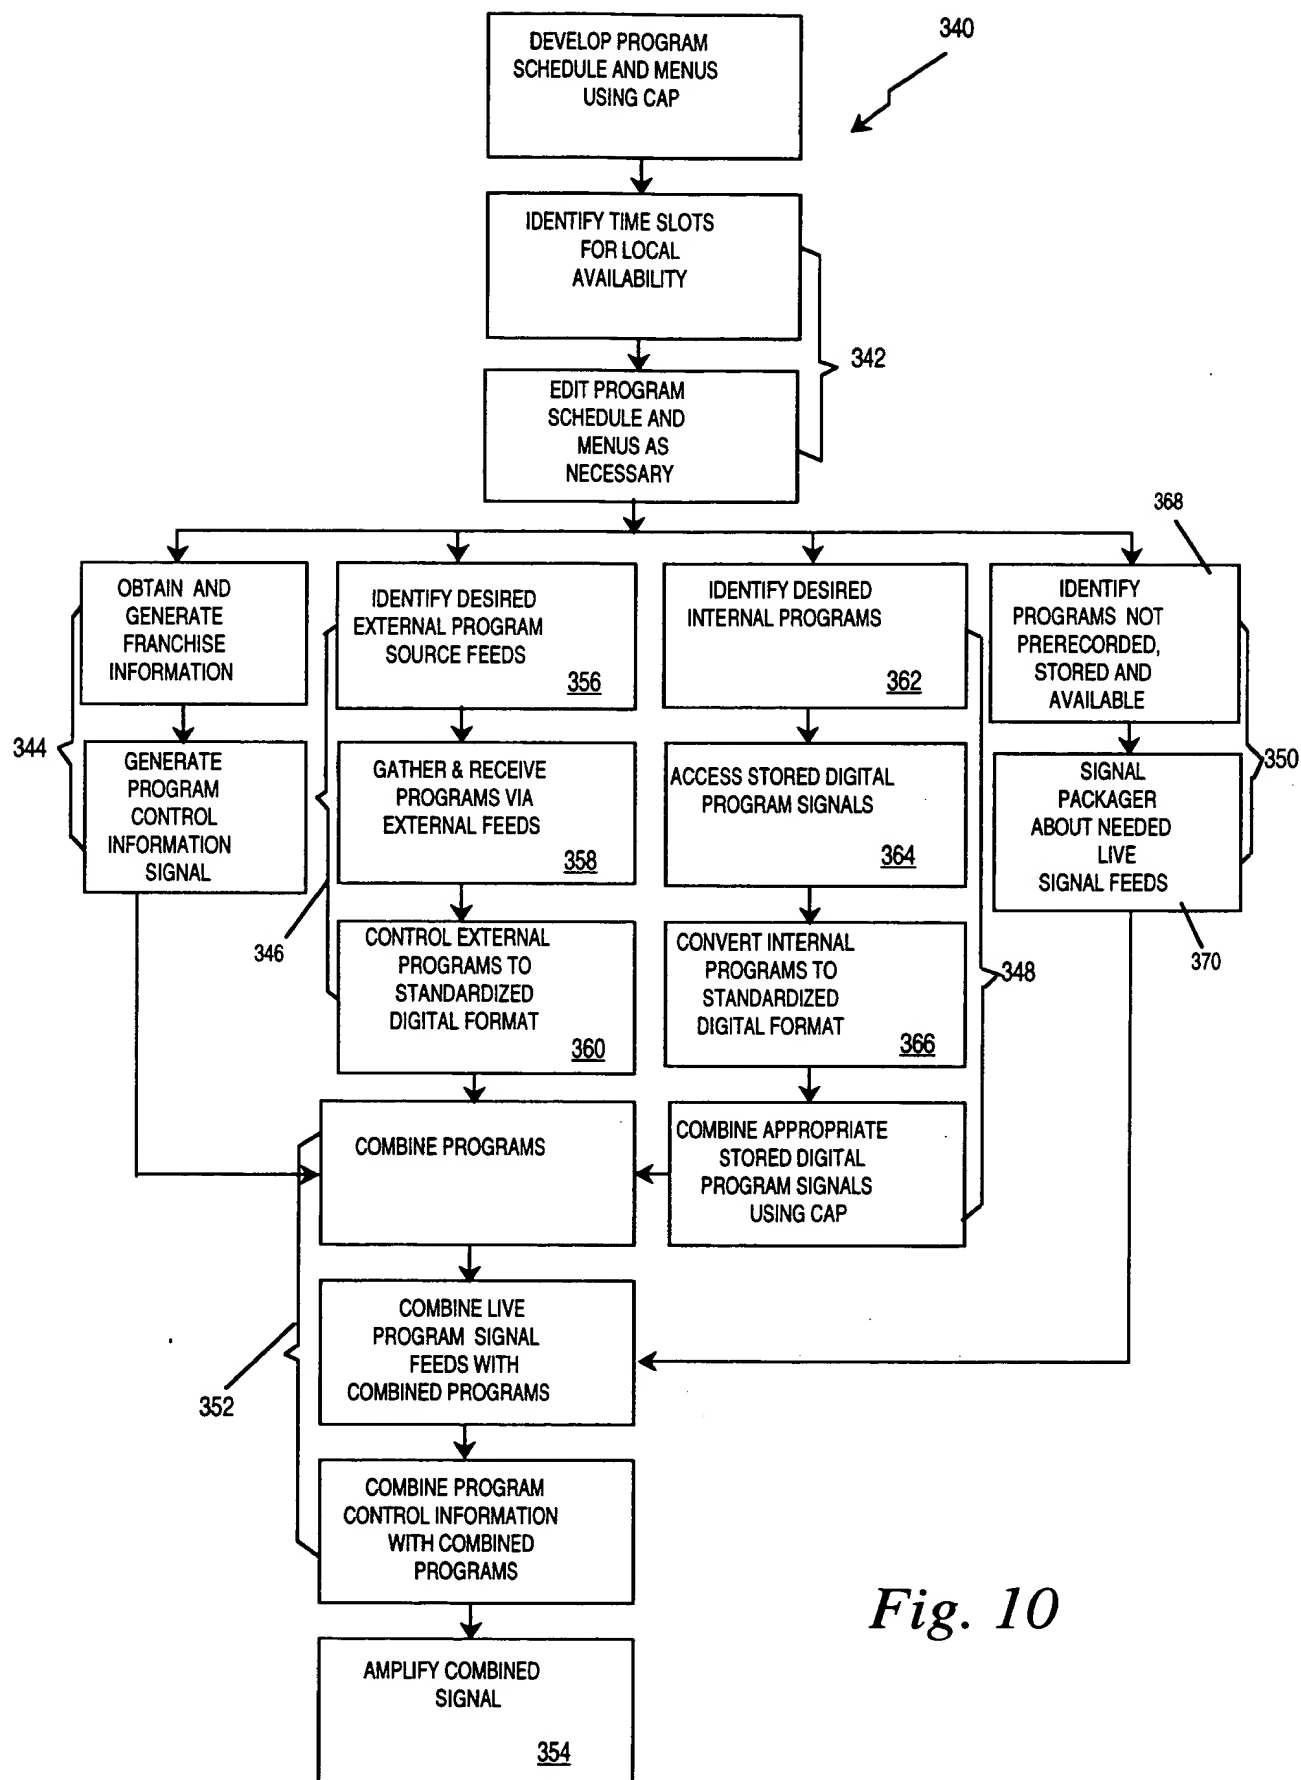 340
DEVELOP PROGRAM
SCHEDULE AND MENUS
USING CAP
IDENTIFY TIME SLOTS
FOR LOCAL
AVAILABILITY
342
EDIT PROGRAM
SCHEDULE AND
MENUS AS
NECESSARY
368
OBTAIN AND
GENERATE
FRANCHISE
INFORMATION
344
GENERATE
PROGRAM
CONTROL
INFORMATION
SIGNAL
IDENTIFY DESIRED
EXTERNAL PROGRAM
SOURCE FEEDS
356
GATHER & RECEIVE
PROGRAMS VIA
EXTERNAL FEEDS
358
346
CONTROL EXTERNAL
PROGRAMS TO
STANDARDIZED
DIGITAL FORMAT
360
IDENTIFY DESIRED
INTERNAL PROGRAMS
362
ACCESS STORED DIGITAL
PROGRAM SIGNALS
364
CONVERT INTERNAL
PROGRAMS TO
STANDARDIZED
DIGITAL FORMAT
366
348
COMBINE APPROPRIATE
STORED DIGITAL
PROGRAM SIGNALS
USING CAP
IDENTIFY
PROGRAMS NOT
PRERECORDED,
STORED AND
AVAILABLE
350
SIGNAL
PACKAGER
ABOUT NEEDED
LIVE
SIGNAL FEEDS
370
COMBINE PROGRAMS
COMBINE LIVE
PROGRAM SIGNAL
FEEDS WITH
COMBINED PROGRAMS
352
COMBINE PROGRAM
CONTROL INFORMATION
WITH COMBINED
PROGRAMS
AMPLIFY COMBINED
SIGNAL
354
Fig. 10